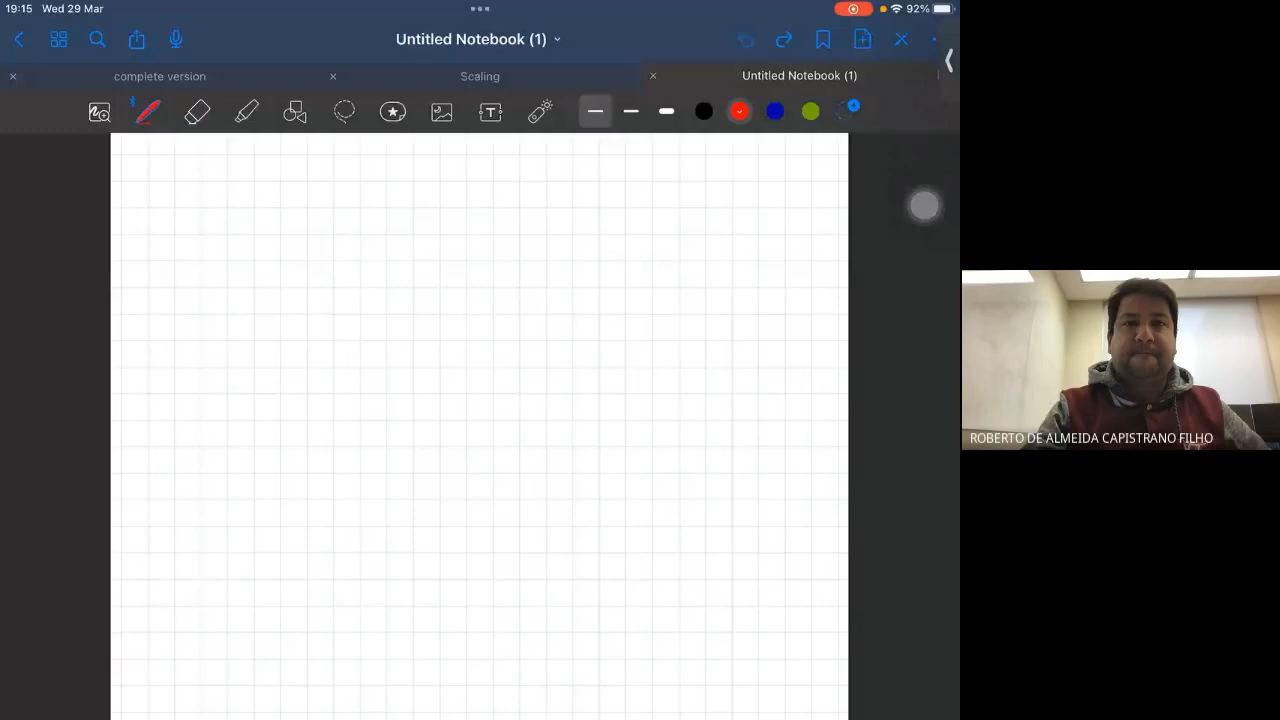 19:15 Wed 29 Mar
92%
Untitled Notebook (1)
complete version
Scaling
Untitled Notebook (1)
T
ROBERTO DE ALMEIDA CAPISTRANO FILHO